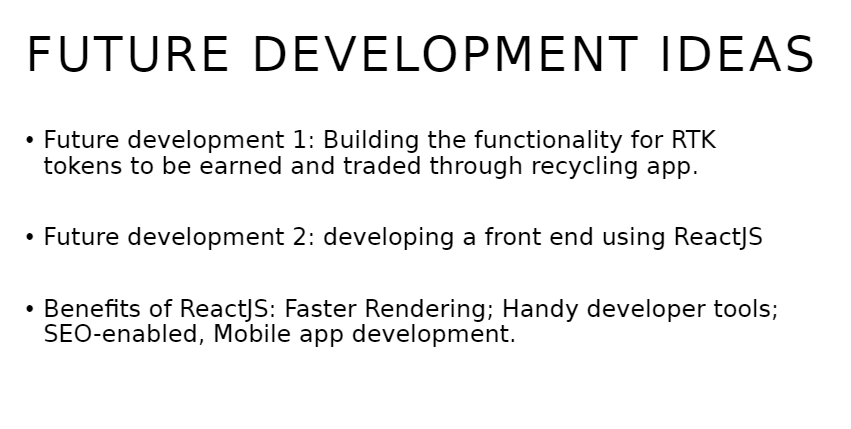 FUTURE DEVELOPMENT IDEAS
• Future development 1: Building the functionality for RTK
tokens to be earned and traded through recycling app.
• Future development 2: developing a front end using ReactJS
• Benefits of ReactJS: Faster Rendering; Handy developer tools;
SEO-enabled, Mobile app development.